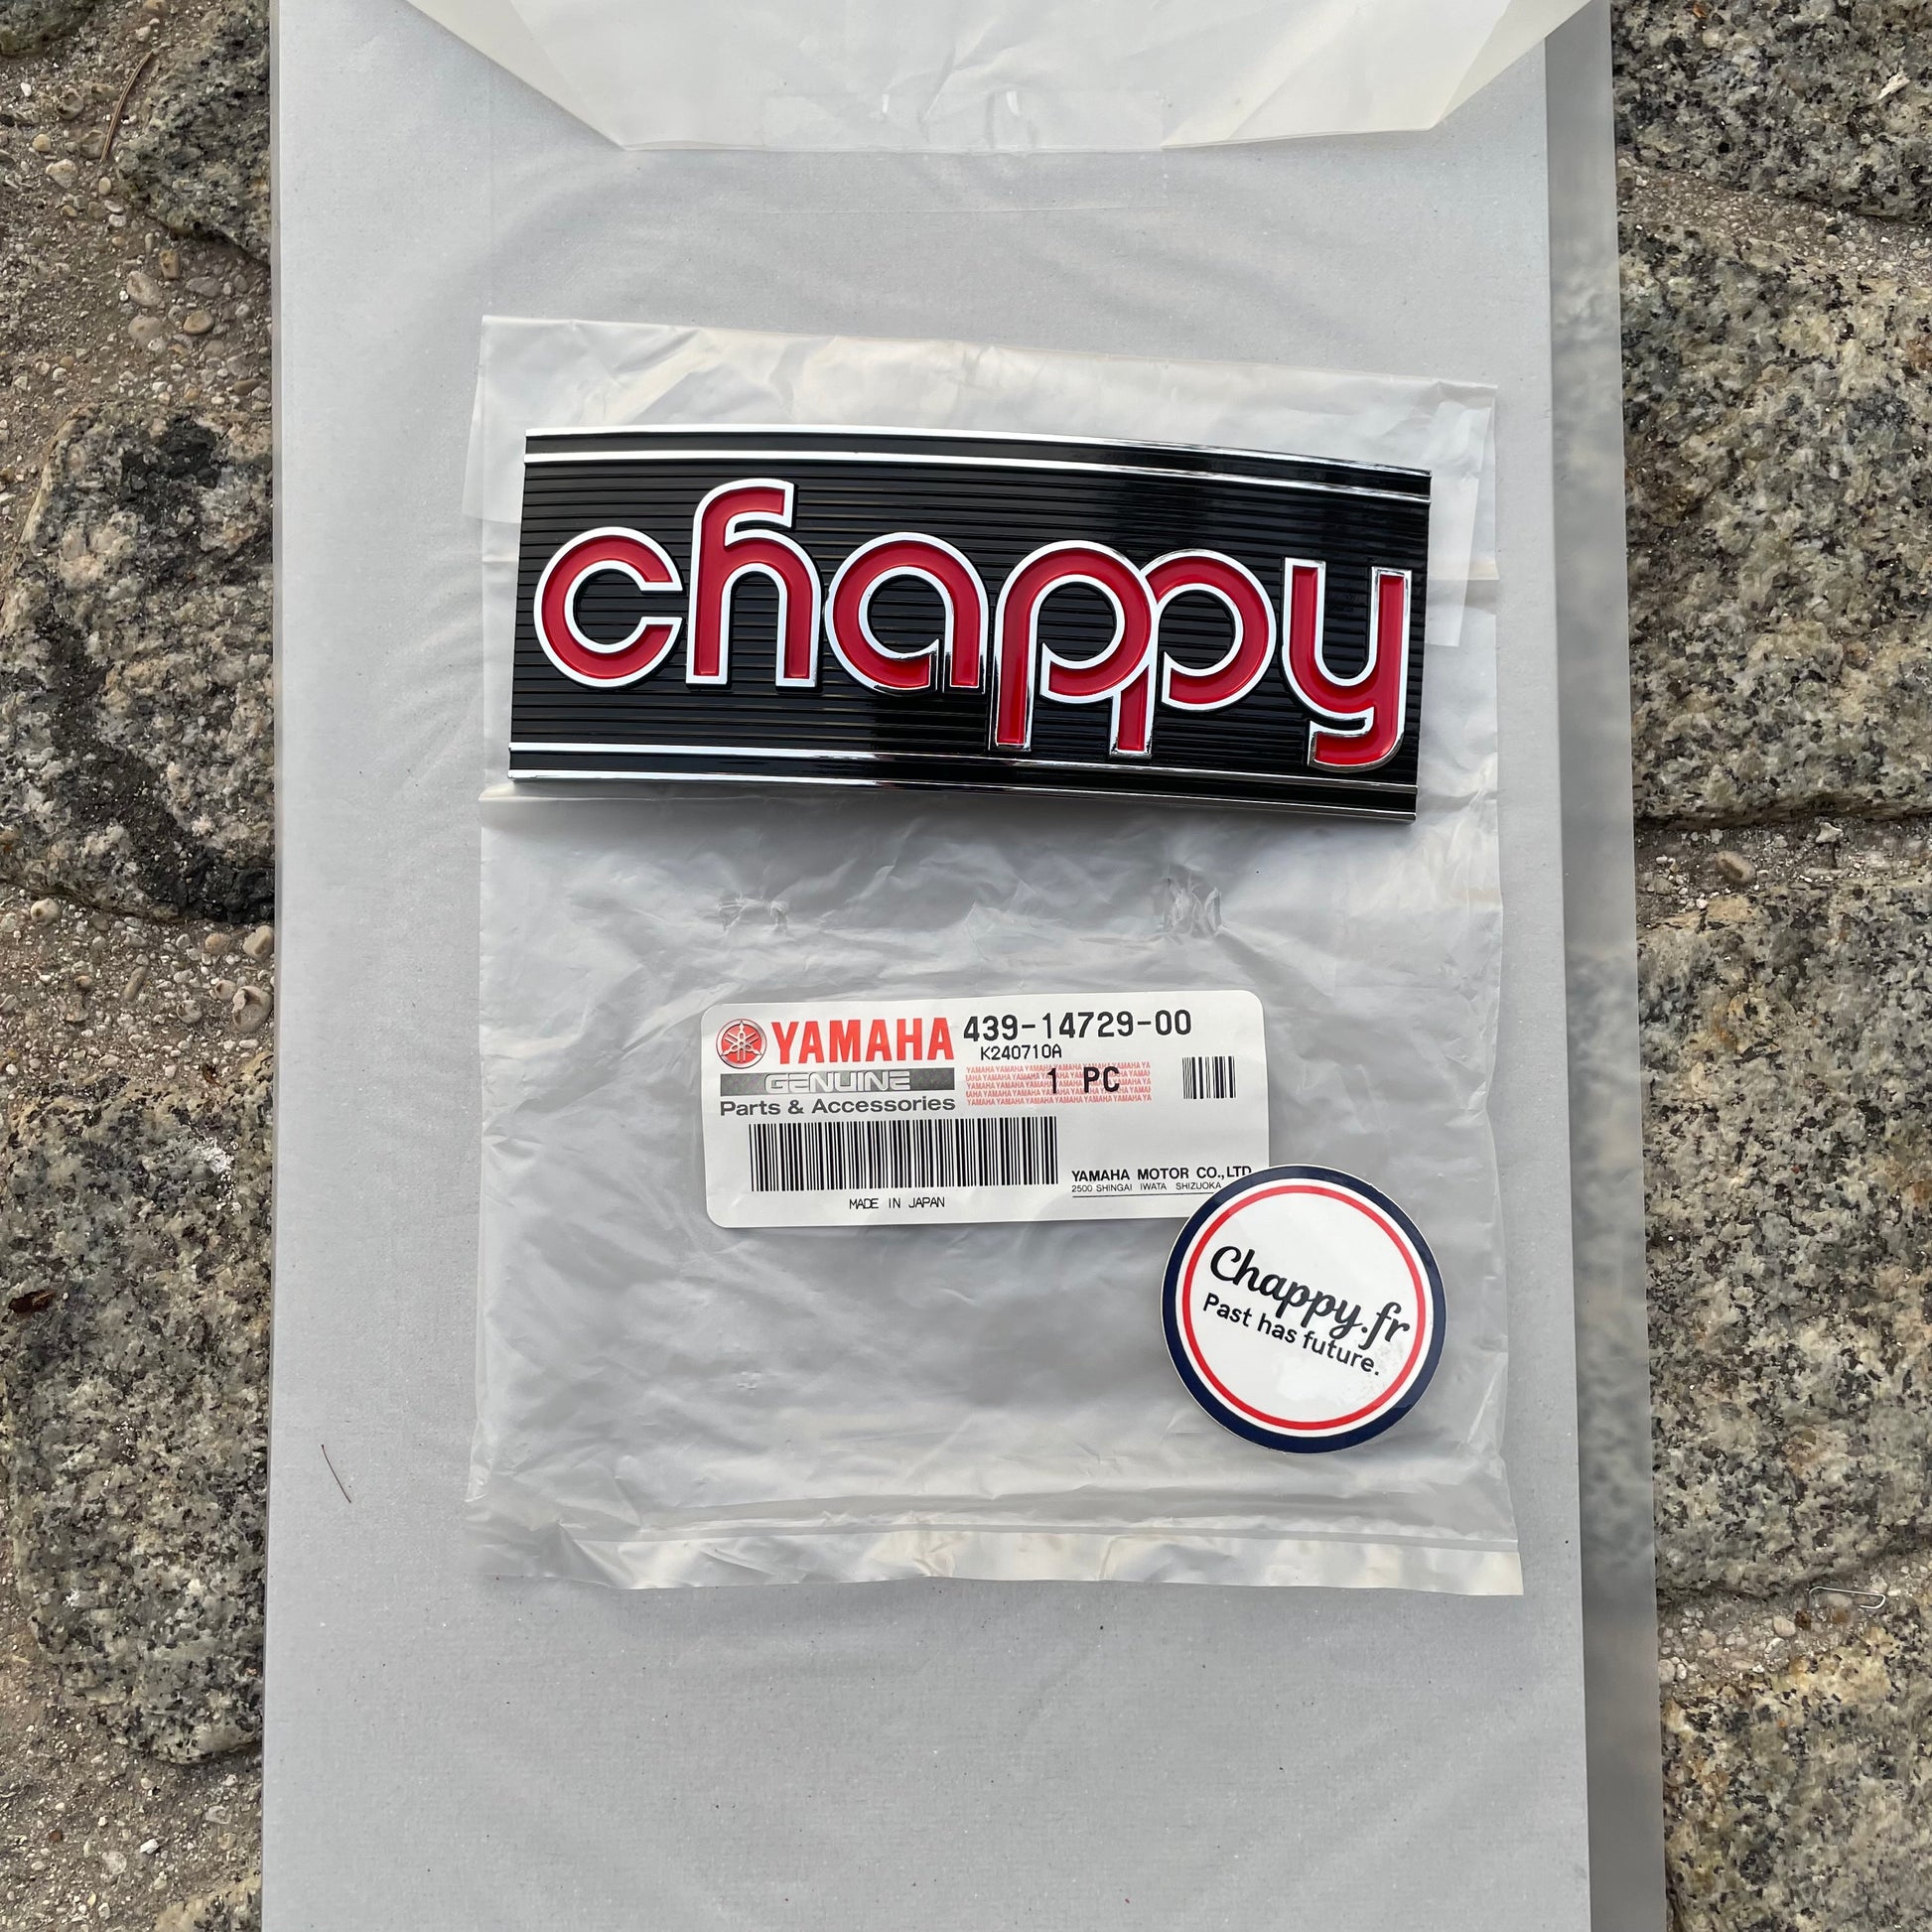 chappy
YAMAHA 439-14729-00
K240710A
GENUINE
1 PC
Parts & Accessories
YAMAHA MOTOR CO.,LTD
2500 SHINGAI IWATA SHIZUOKA
MADE IN JAPAN
Chappy.fr
Past has future.